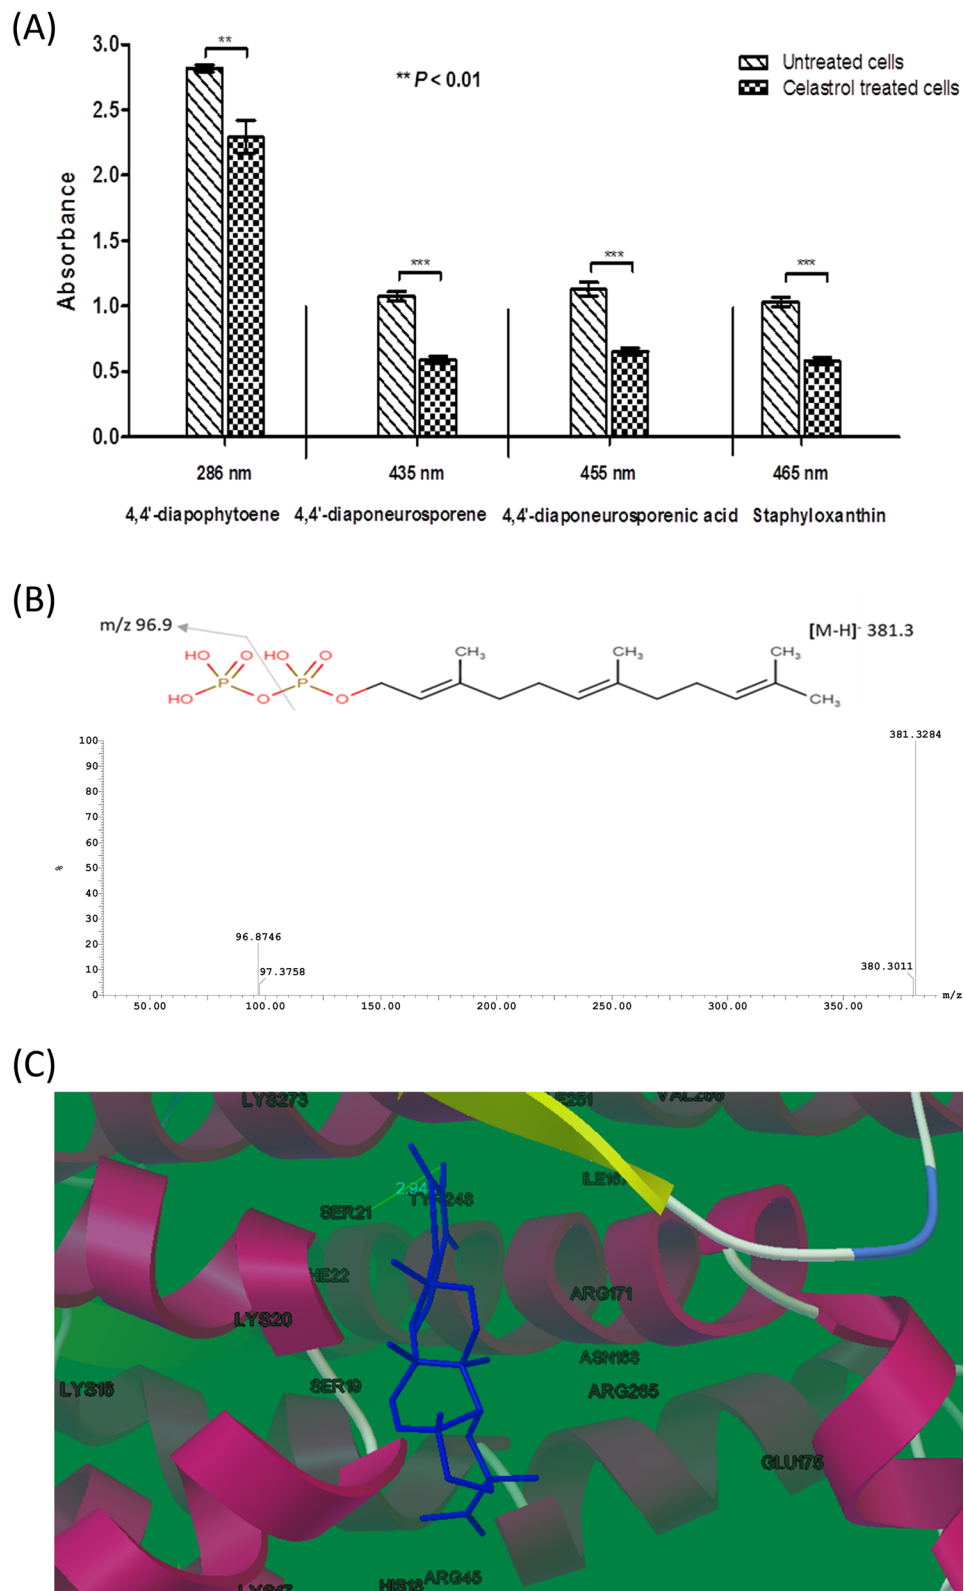 (A)
3.0
2.5
2.0
1.5
1.0
0.5
0.0
Absorbance
**
***
***
***
** P < 0.01
Untreated cells
Celastrol treated cells
286 nm
435 nm
455 nm
465 nm
4,4'-diapophytoene
4,4'-diaponeurosporene
4,4'-diaponeurosporenic acid
Staphyloxanthin
(B)
m/z 96.9
[M-H]- 381.3
HO O HO O
P P
HO O O
CH3
CH3
CH3
CH3
100
90
80
70
60
50
40
30
20
10
0
%
381.3284
96.8746
97.3758
380.3011
50.00
100.00
150.00
200.00
250.00
300.00
350.00
m/z
(C)
LYS273
2.94
TYR248
SER21
LYS20
ARG171
ASN168
LYS16
SER19
ARG265
GLU175
HIS18
ARG45
LYS17